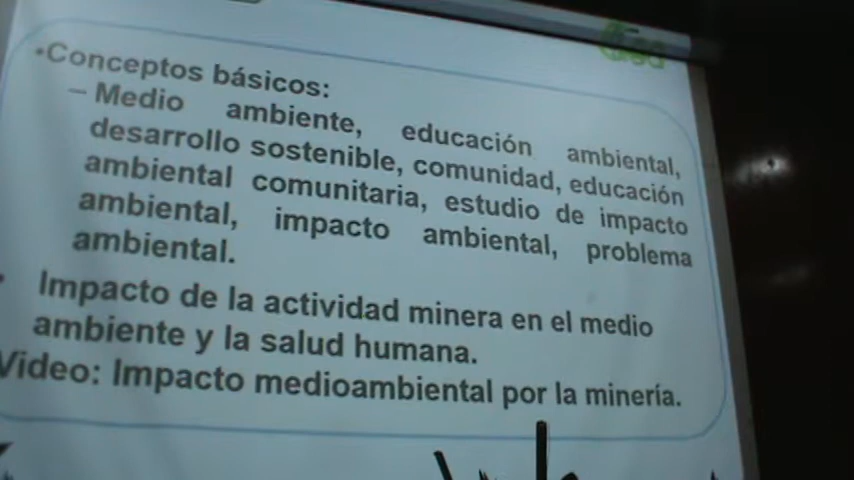 •Conceptos básicos:
– Medio ambiente, educación ambiental,
desarrollo sostenible, comunidad, educación
ambiental comunitaria, estudio de impacto
ambiental, impacto ambiental, problema
ambiental.
• Impacto de la actividad minera en el medio
ambiente y la salud humana.
Video: Impacto medioambiental por la minería.